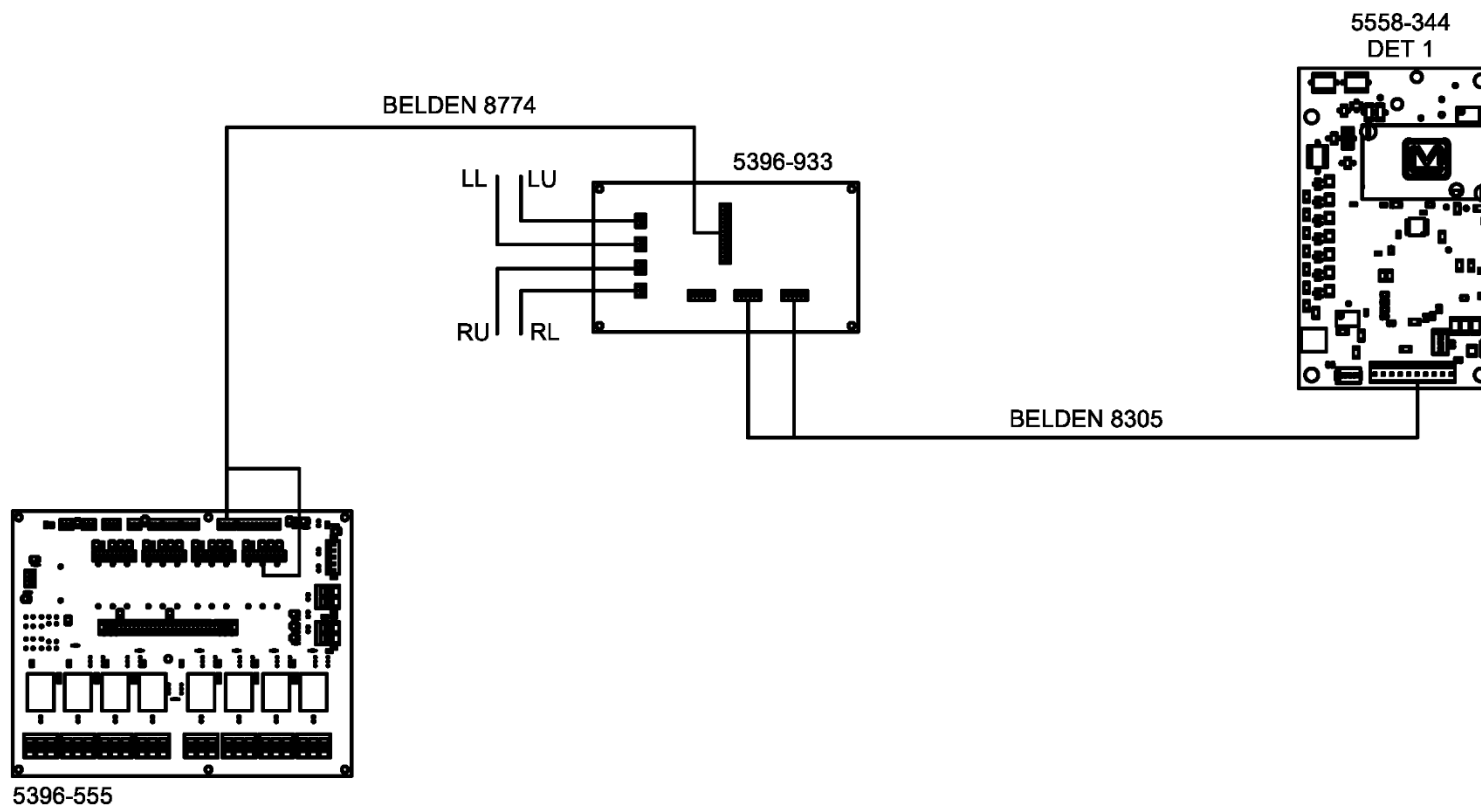 5558-344
DET 1
BELDEN 8774
5396-933
LL
LU
RU
RL
BELDEN 8305
5396-555